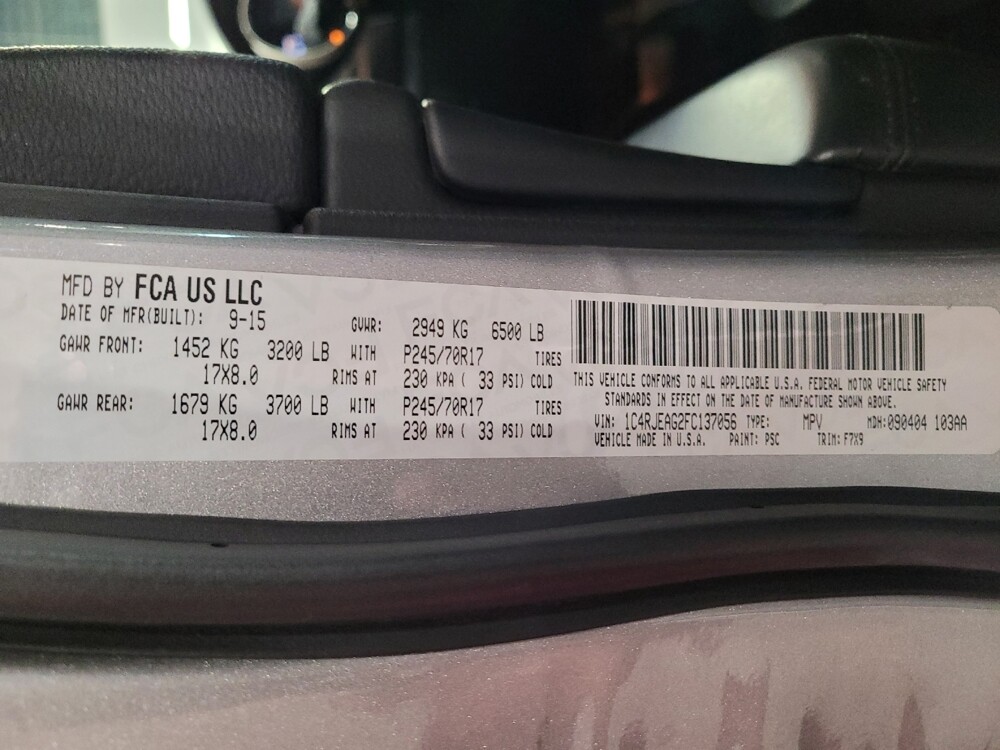 MFD BY FCA US LLC
DATE OF MFR(BUILT): 9-15 GVWR: 2949 KG 6500 LB
GAWR FRONT: 1452 KG 3200 LB WITH P245/70R17 TIRES
17X8.0 RIMS AT 230 KPA ( 33 PSI) COLD
GAWR REAR: 1679 KG 3700 LB WITH P245/70R17 TIRES
17X8.0 RIMS AT 230 KPA ( 33 PSI) COLD
THIS VEHICLE CONFORMS TO ALL APPLICABLE U.S.A. FEDERAL MOTOR VEHICLE SAFETY
STANDARDS IN EFFECT ON THE DATE OF MANUFACTURE SHOWN ABOVE.
VIN: 1C4RJEAG2FC137056 TYPE: MPV MDH:090404 103AA
VEHICLE MADE IN U.S.A. PAINT: PSC TRIM: F7X9